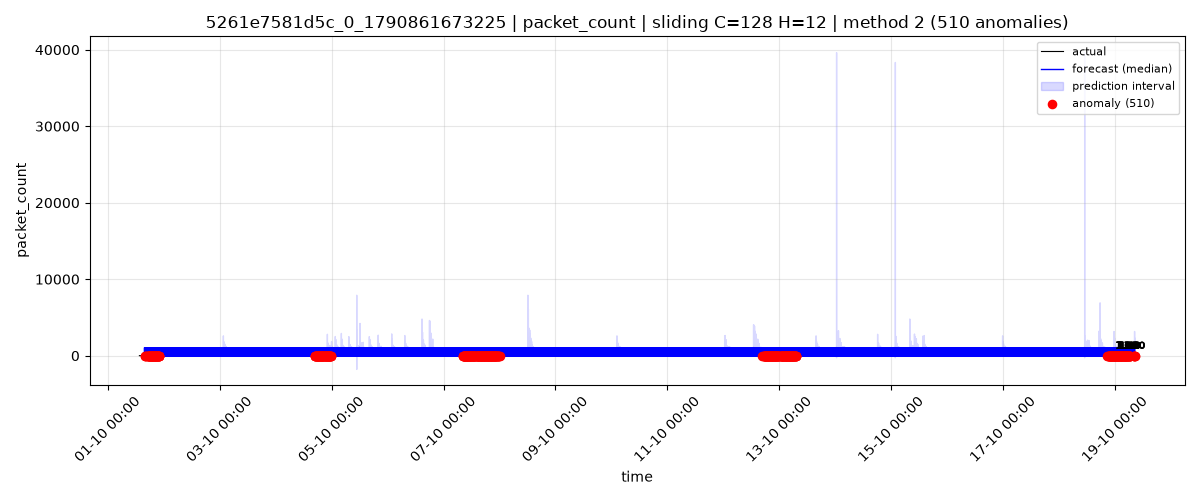 5261e7581d5c_0_1790861673225 | packet_count | sliding C=128 H=12 | method 2 (510 anomalies)
actual
forecast (median)
prediction interval
anomaly (510)
packet_count
40000
30000
20000
10000
0
01-10 00:00
03-10 00:00
05-10 00:00
07-10 00:00
09-10 00:00
11-10 00:00
13-10 00:00
15-10 00:00
17-10 00:00
19-10 00:00
time